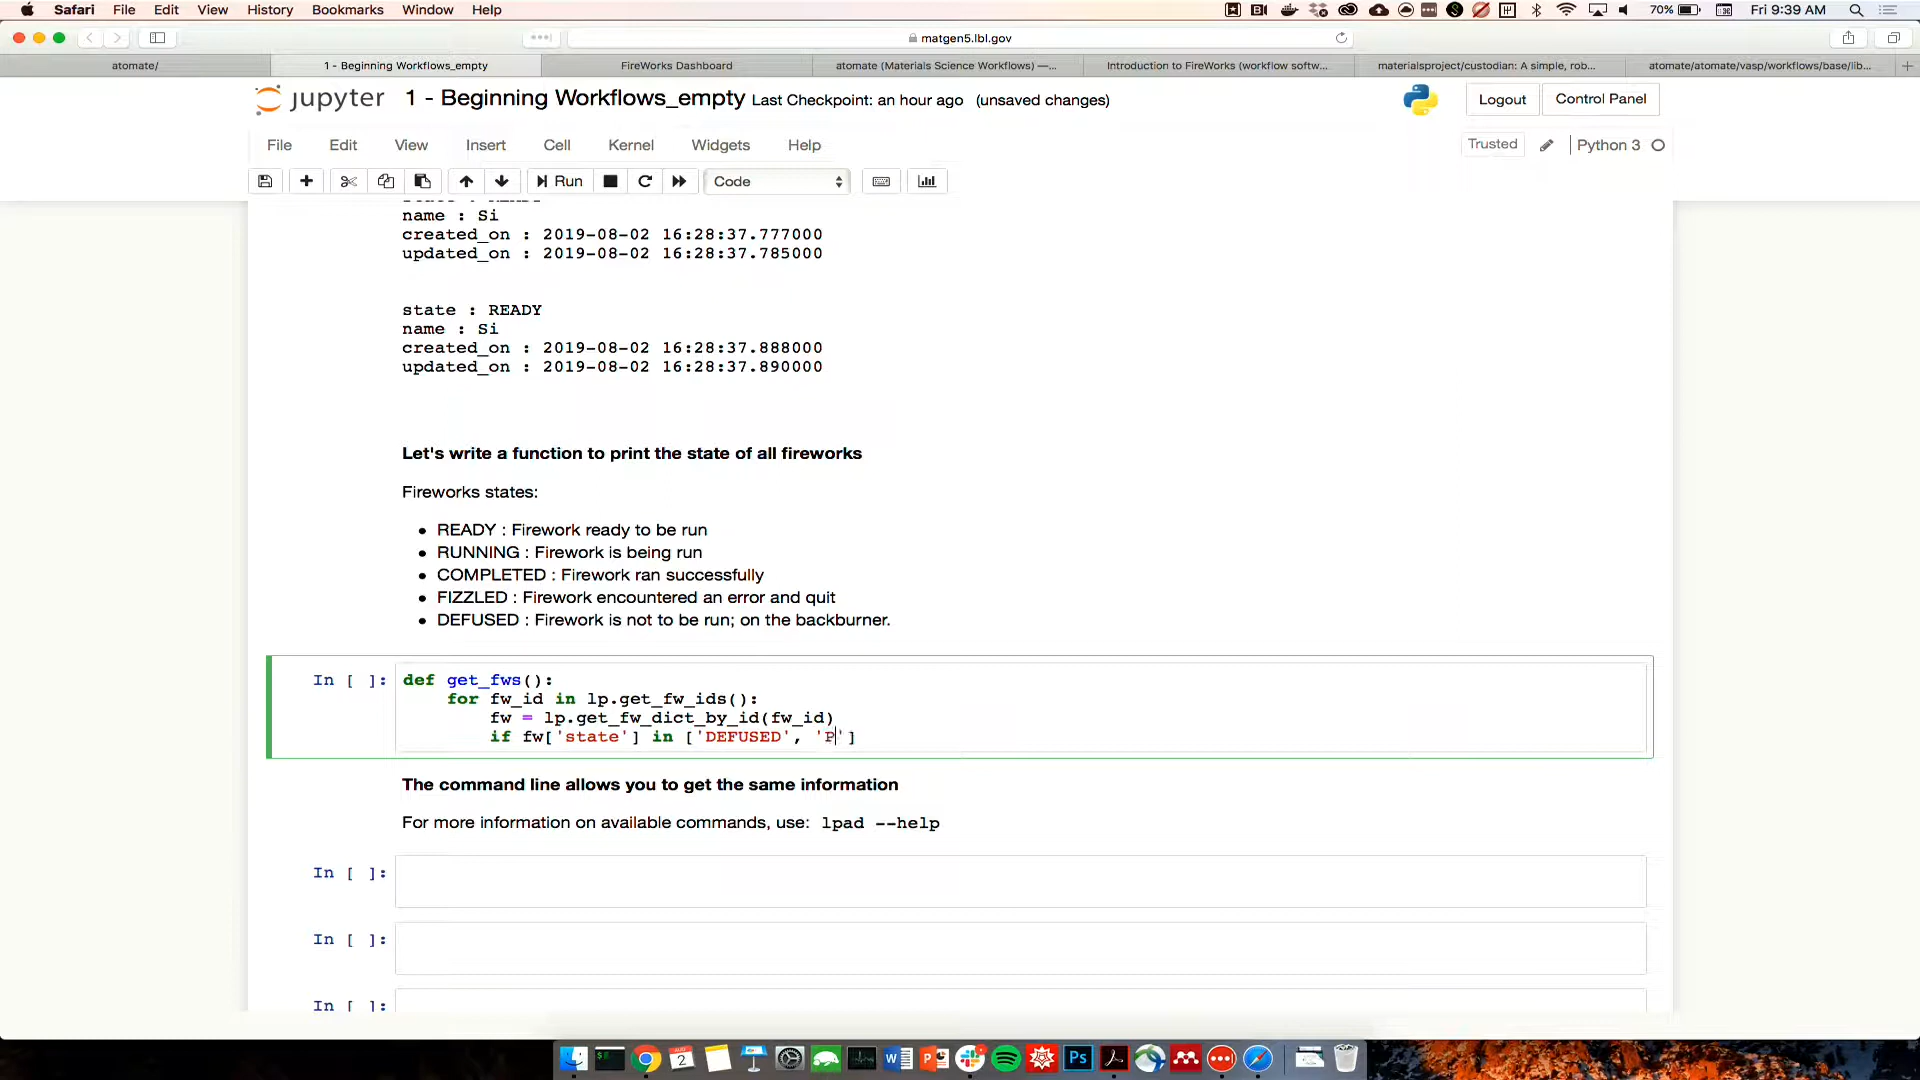 Safari File Edit View History Bookmarks Window Help 70% Fri 9:39 AM
matgen5.lbl.gov
atomate/ 1 - Beginning Workflows_empty FireWorks Dashboard atomate (Materials Science Workflows) —... Introduction to FireWorks (workflow softw... materialsproject/custodian: A simple, rob... atomate/atomate/vasp/workflows/base/lib...
jupyter 1 - Beginning Workflows_empty Last Checkpoint: an hour ago (unsaved changes) Logout Control Panel
File Edit View Insert Cell Kernel Widgets Help Trusted Python 3
Run Code
name : Si
created_on : 2019-08-02 16:28:37.777000
updated_on : 2019-08-02 16:28:37.785000
state : READY
name : Si
created_on : 2019-08-02 16:28:37.888000
updated_on : 2019-08-02 16:28:37.890000
Let's write a function to print the state of all fireworks
Fireworks states:
• READY : Firework ready to be run
• RUNNING : Firework is being run
• COMPLETED : Firework ran successfully
• FIZZLED : Firework encountered an error and quit
• DEFUSED : Firework is not to be run; on the backburner.
In [ ]: def get_fws():
for fw_id in lp.get_fw_ids():
fw = lp.get_fw_dict_by_id(fw_id)
if fw['state'] in ['DEFUSED', 'P']
The command line allows you to get the same information
For more information on available commands, use: lpad --help
In [ ]:
In [ ]:
In [ ]: